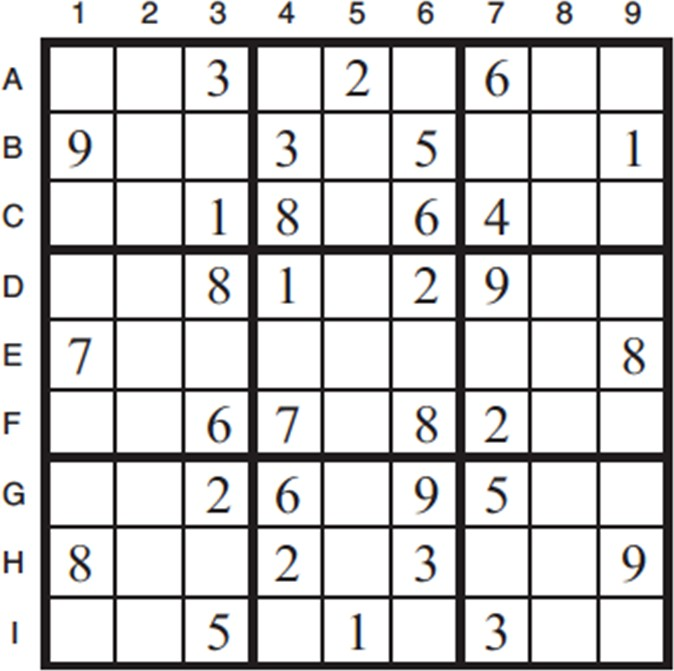 1 2 3 4 5 6 7 8 9
A 3 2 6
B 9 3 5 1
C 1 8 6 4
D 8 1 2 9
E 7 8
F 6 7 8 2
G 2 6 9 5
H 8 2 3 9
I 5 1 3